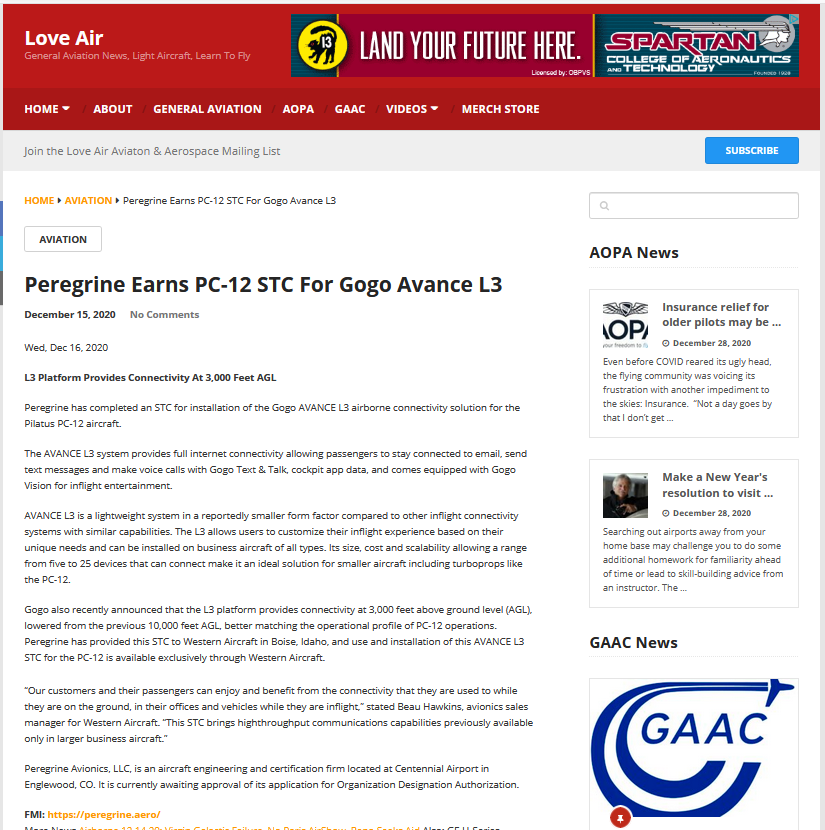 Love Air
General Aviation News, Light Aircraft, Learn To Fly
13
LAND YOUR FUTURE HERE.
Licensed by: OBPVS
SPARTAN
COLLEGE OF AERONAUTICS
AND TECHNOLOGY
FOUNDED 1928
HOME / ABOUT / GENERAL AVIATION / AOPA / GAAC / VIDEOS / MERCH STORE
Join the Love Air Aviaton & Aerospace Mailing List
SUBSCRIBE
HOME AVIATION Peregrine Earns PC-12 STC For Gogo Avance L3
AVIATION
Peregrine Earns PC-12 STC For Gogo Avance L3
December 15, 2020 No Comments
Wed, Dec 16, 2020
L3 Platform Provides Connectivity At 3,000 Feet AGL
Peregrine has completed an STC for installation of the Gogo AVANCE L3 airborne connectivity solution for the
Pilatus PC-12 aircraft.
The AVANCE L3 system provides full internet connectivity allowing passengers to stay connected to email, send
text messages and make voice calls with Gogo Text & Talk, cockpit app data, and comes equipped with Gogo
Vision for inflight entertainment.
AVANCE L3 is a lightweight system in a reportedly smaller form factor compared to other inflight connectivity
systems with similar capabilities. The L3 allows users to customize their inflight experience based on their
unique needs and can be installed on business aircraft of all types. Its size, cost and scalability allowing a range
from five to 25 devices that can connect make it an ideal solution for smaller aircraft including turboprops like
the PC-12.
Gogo also recently announced that the L3 platform provides connectivity at 3,000 feet above ground level (AGL),
lowered from the previous 10,000 feet AGL, better matching the operational profile of PC-12 operations.
Peregrine has provided this STC to Western Aircraft in Boise, Idaho, and use and installation of this AVANCE L3
STC for the PC-12 is available exclusively through Western Aircraft.
“Our customers and their passengers can enjoy and benefit from the connectivity that they are used to while
they are on the ground, in their offices and vehicles while they are inflight,” stated Beau Hawkins, avionics sales
manager for Western Aircraft. “This STC brings highthroughput communications capabilities previously available
only in larger business aircraft.”
Peregrine Avionics, LLC, is an aircraft engineering and certification firm located at Centennial Airport in
Englewood, CO. It is currently awaiting approval of its application for Organization Designation Authorization.
FMI: https://peregrine.aero/
More News Airborne 12.14.20: Virgin Galactic Failure, No Paris AirShow, Pano Seeks Aid Also: GE H Series
AOPA News
AOPA
your freedom to fly
Insurance relief for
older pilots may be ...
December 28, 2020
Even before COVID reared its ugly head,
the flying community was voicing its
frustration with another impediment to
the skies: Insurance. “Not a day goes by
that I don’t get ...
Make a New Year's
resolution to visit ...
December 28, 2020
Searching out airports away from your
home base may challenge you to do some
additional homework for familiarity ahead
of time or lead to skill-building advice from
an instructor. The ...
GAAC News
GAAC